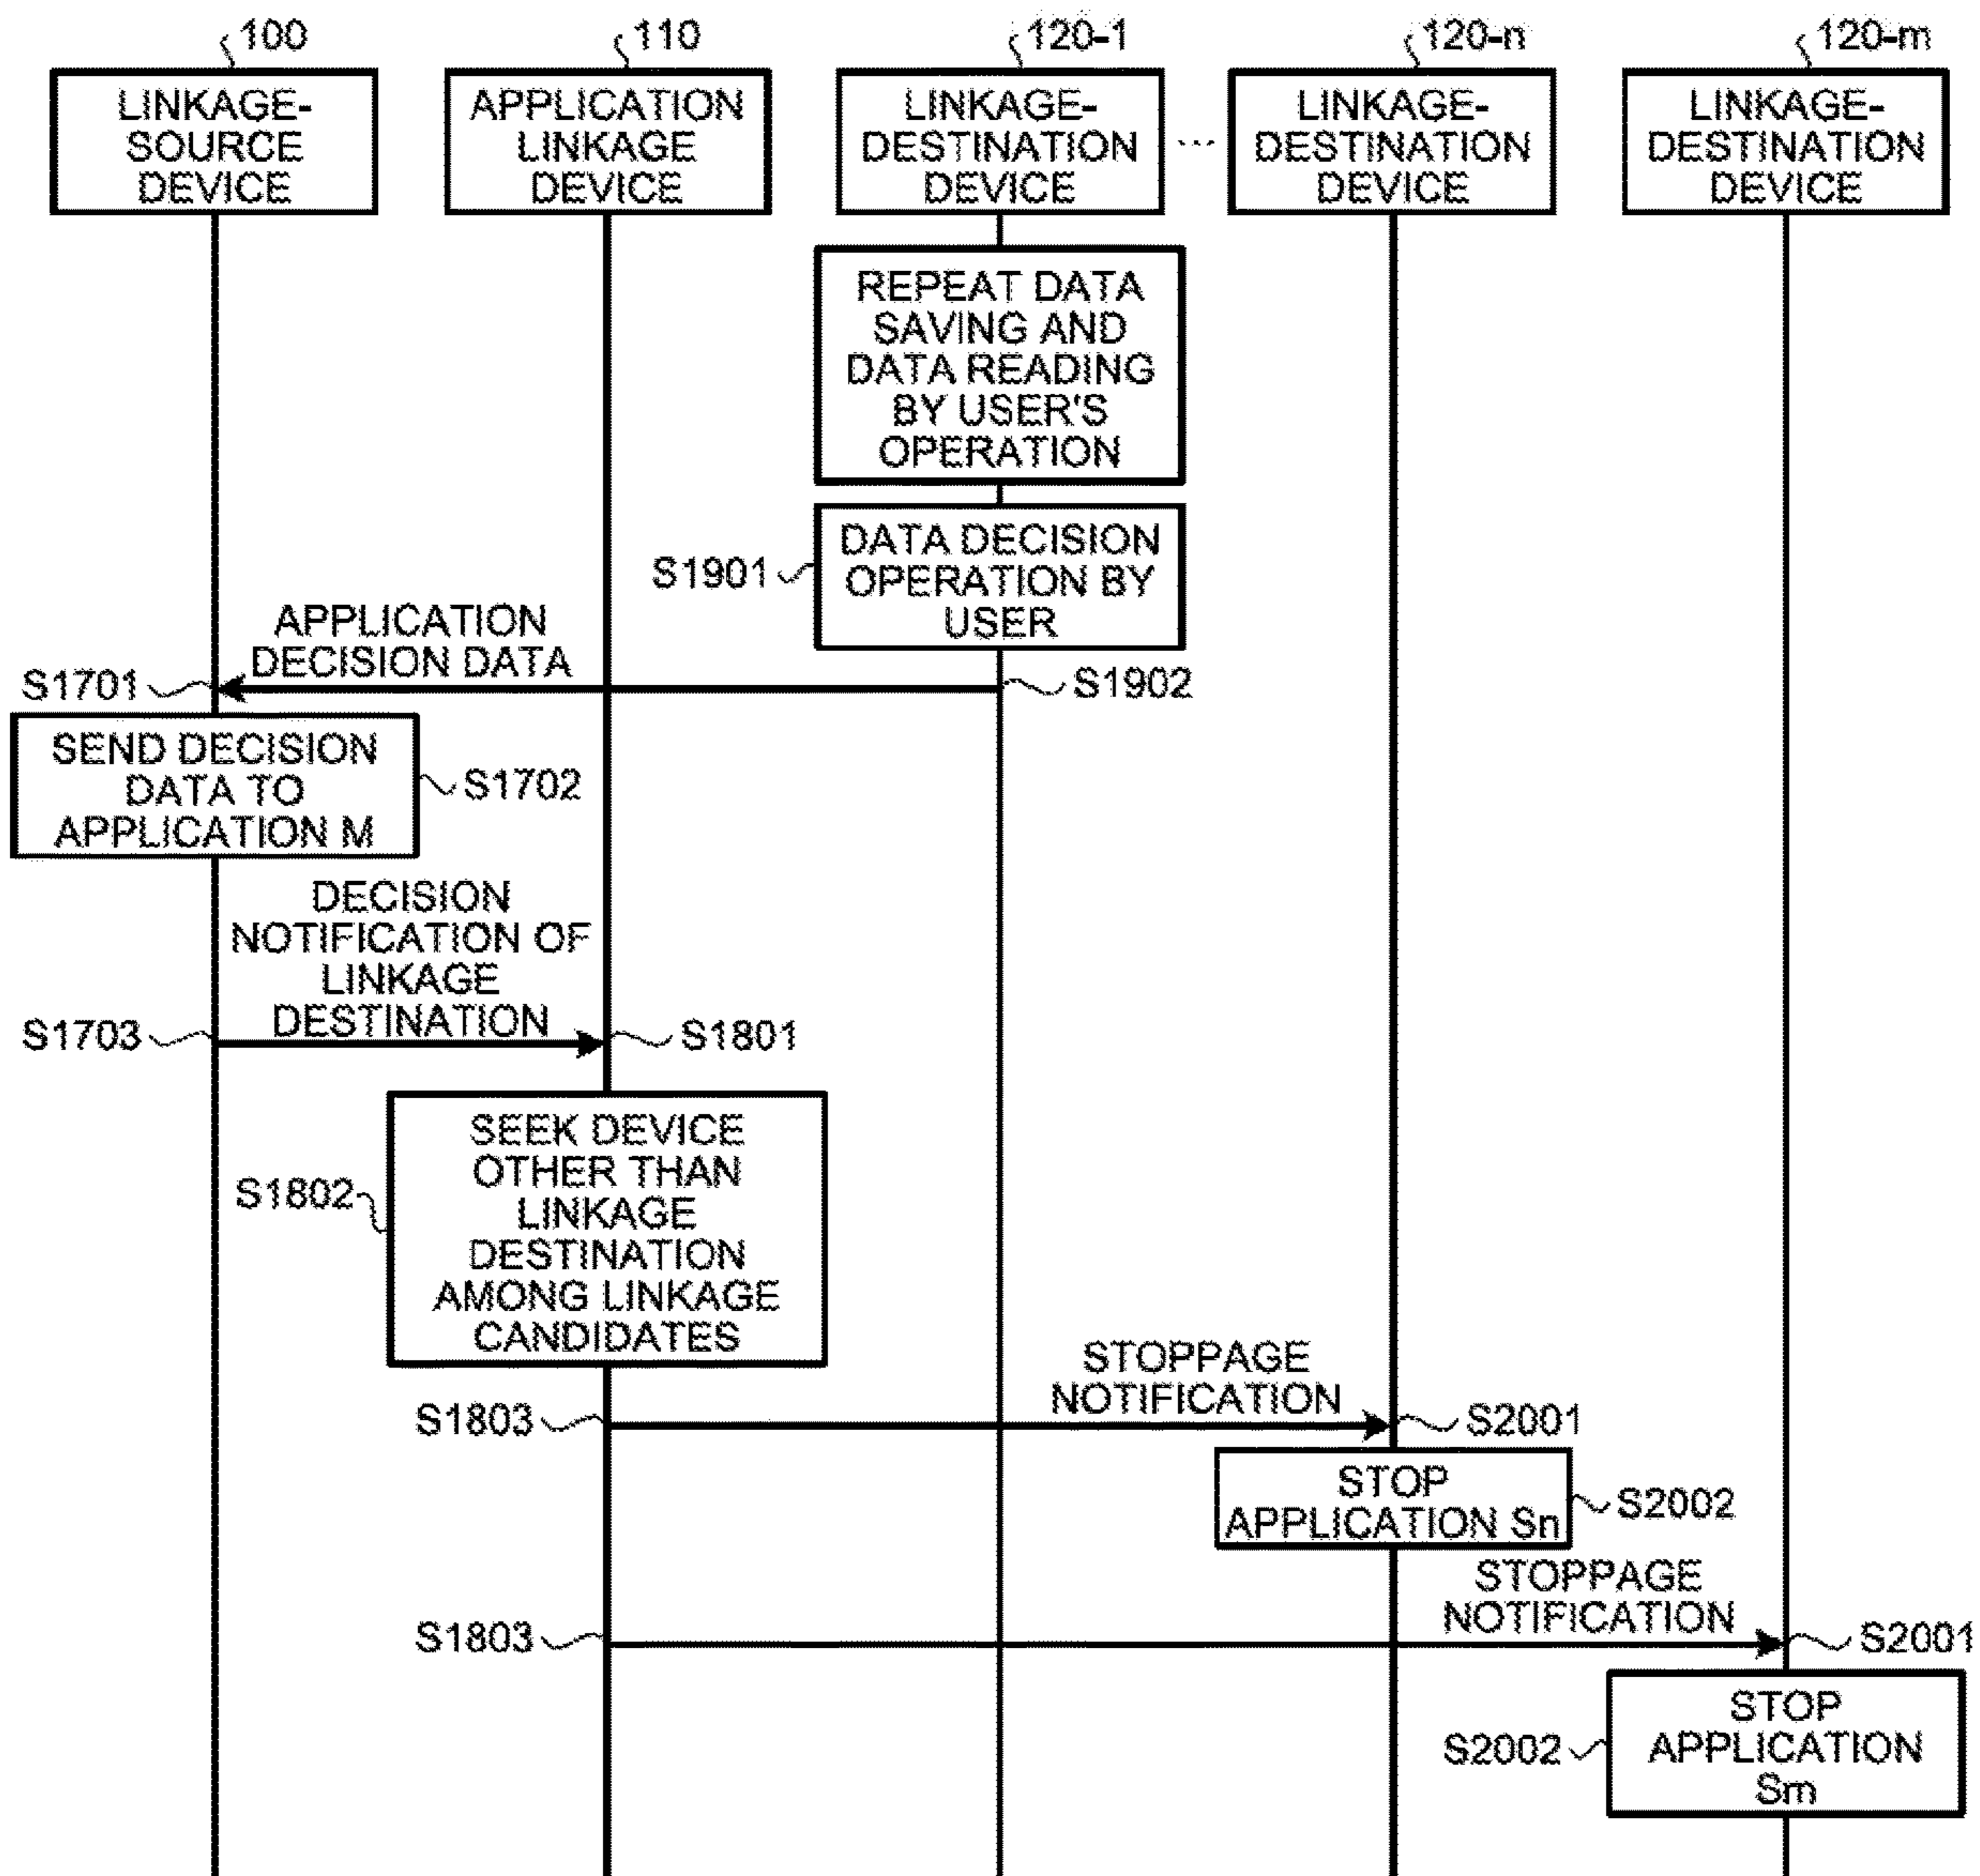 100
110
120-1
120-n
120-m
LINKAGE-
SOURCE
DEVICE
APPLICATION
LINKAGE
DEVICE
LINKAGE-
DESTINATION
DEVICE
...
LINKAGE-
DESTINATION
DEVICE
LINKAGE-
DESTINATION
DEVICE
REPEAT DATA
SAVING AND
DATA READING
BY USER'S
OPERATION
S1901
DATA DECISION
OPERATION BY
USER
APPLICATION
DECISION DATA
S1701
S1902
SEND DECISION
DATA TO
APPLICATION M
S1702
DECISION
NOTIFICATION OF
LINKAGE
DESTINATION
S1703
S1801
S1802
SEEK DEVICE
OTHER THAN
LINKAGE
DESTINATION
AMONG LINKAGE
CANDIDATES
STOPPAGE
NOTIFICATION
S1803
S2001
STOP
APPLICATION Sn
S2002
STOPPAGE
NOTIFICATION
S1803
S2001
S2002
STOP
APPLICATION
Sm